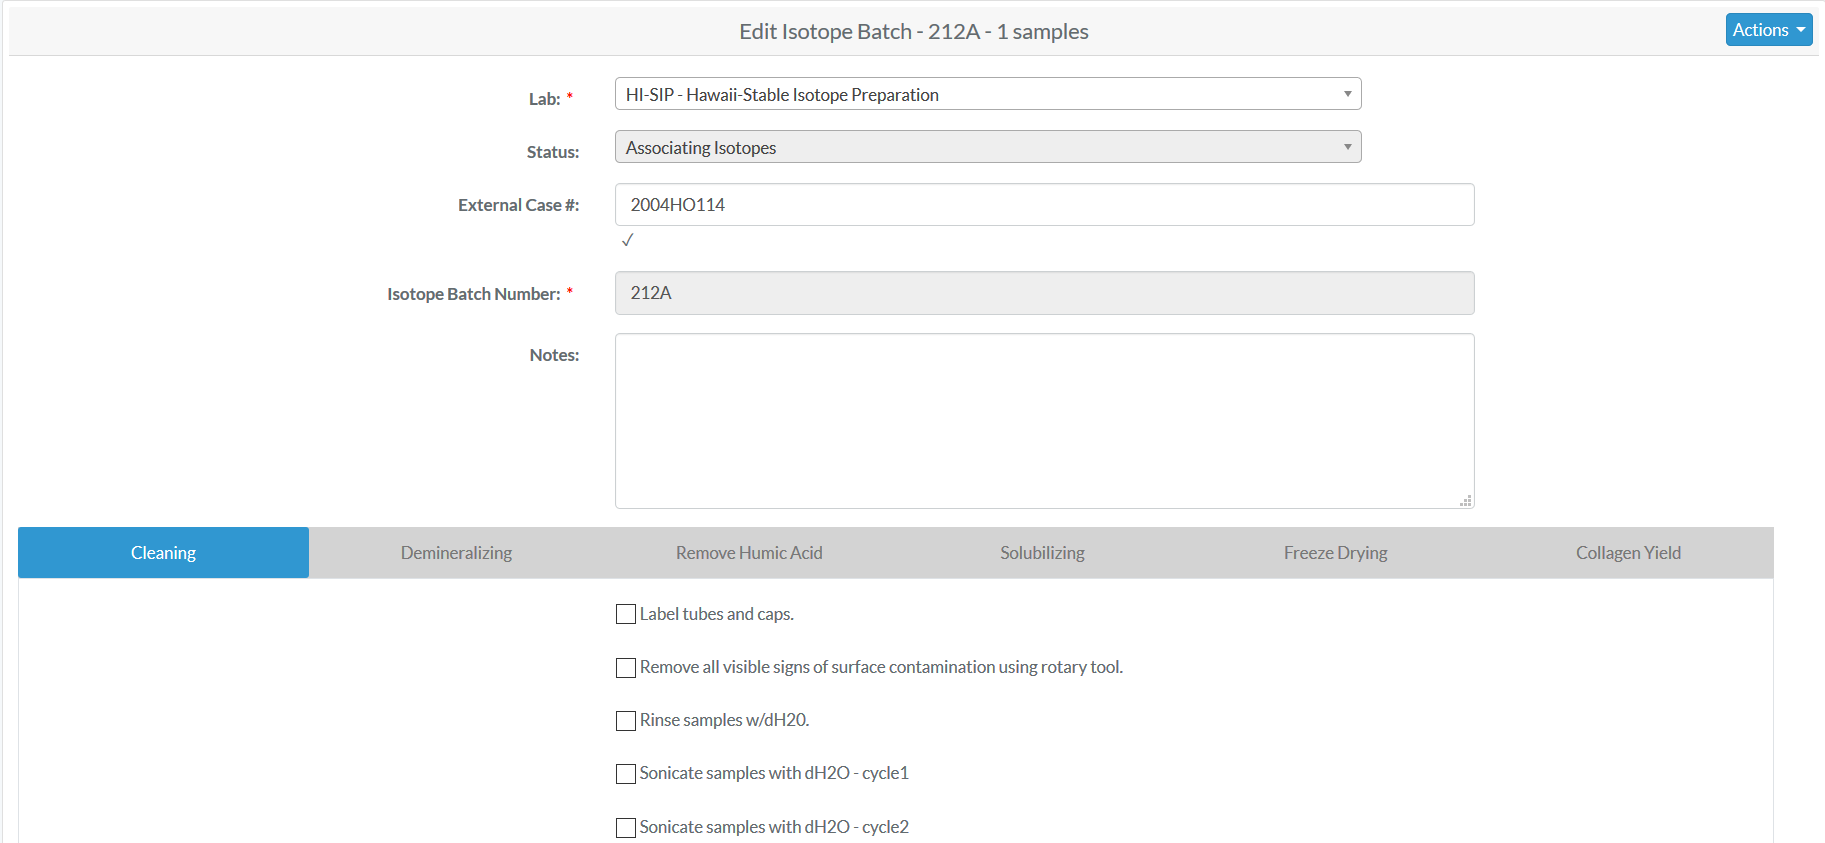 Edit Isotope Batch - 212A - 1 samples
Actions
Lab: *
HI-SIP - Hawaii-Stable Isotope Preparation
Status:
Associating Isotopes
External Case #:
2004HO114
✓
Isotope Batch Number: *
212A
Notes:
Cleaning
Demineralizing
Remove Humic Acid
Solubilizing
Freeze Drying
Collagen Yield
Label tubes and caps.
Remove all visible signs of surface contamination using rotary tool.
Rinse samples w/dH20.
Sonicate samples with dH2O - cycle1
Sonicate samples with dH2O - cycle2